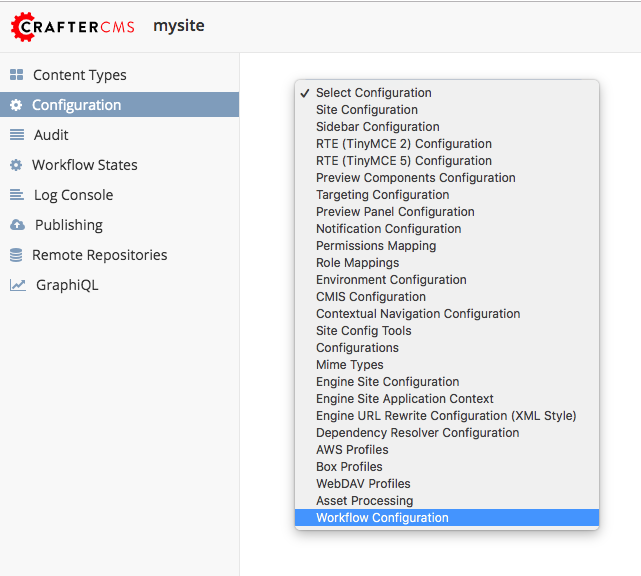 CRAFTERCMS mysite
Content Types
Configuration
Audit
Workflow States
Log Console
Publishing
Remote Repositories
GraphiQL
✓ Select Configuration
Site Configuration
Sidebar Configuration
RTE (TinyMCE 2) Configuration
RTE (TinyMCE 5) Configuration
Preview Components Configuration
Targeting Configuration
Preview Panel Configuration
Notification Configuration
Permissions Mapping
Role Mappings
Environment Configuration
CMIS Configuration
Contextual Navigation Configuration
Site Config Tools
Configurations
Mime Types
Engine Site Configuration
Engine Site Application Context
Engine URL Rewrite Configuration (XML Style)
Dependency Resolver Configuration
AWS Profiles
Box Profiles
WebDAV Profiles
Asset Processing
Workflow Configuration